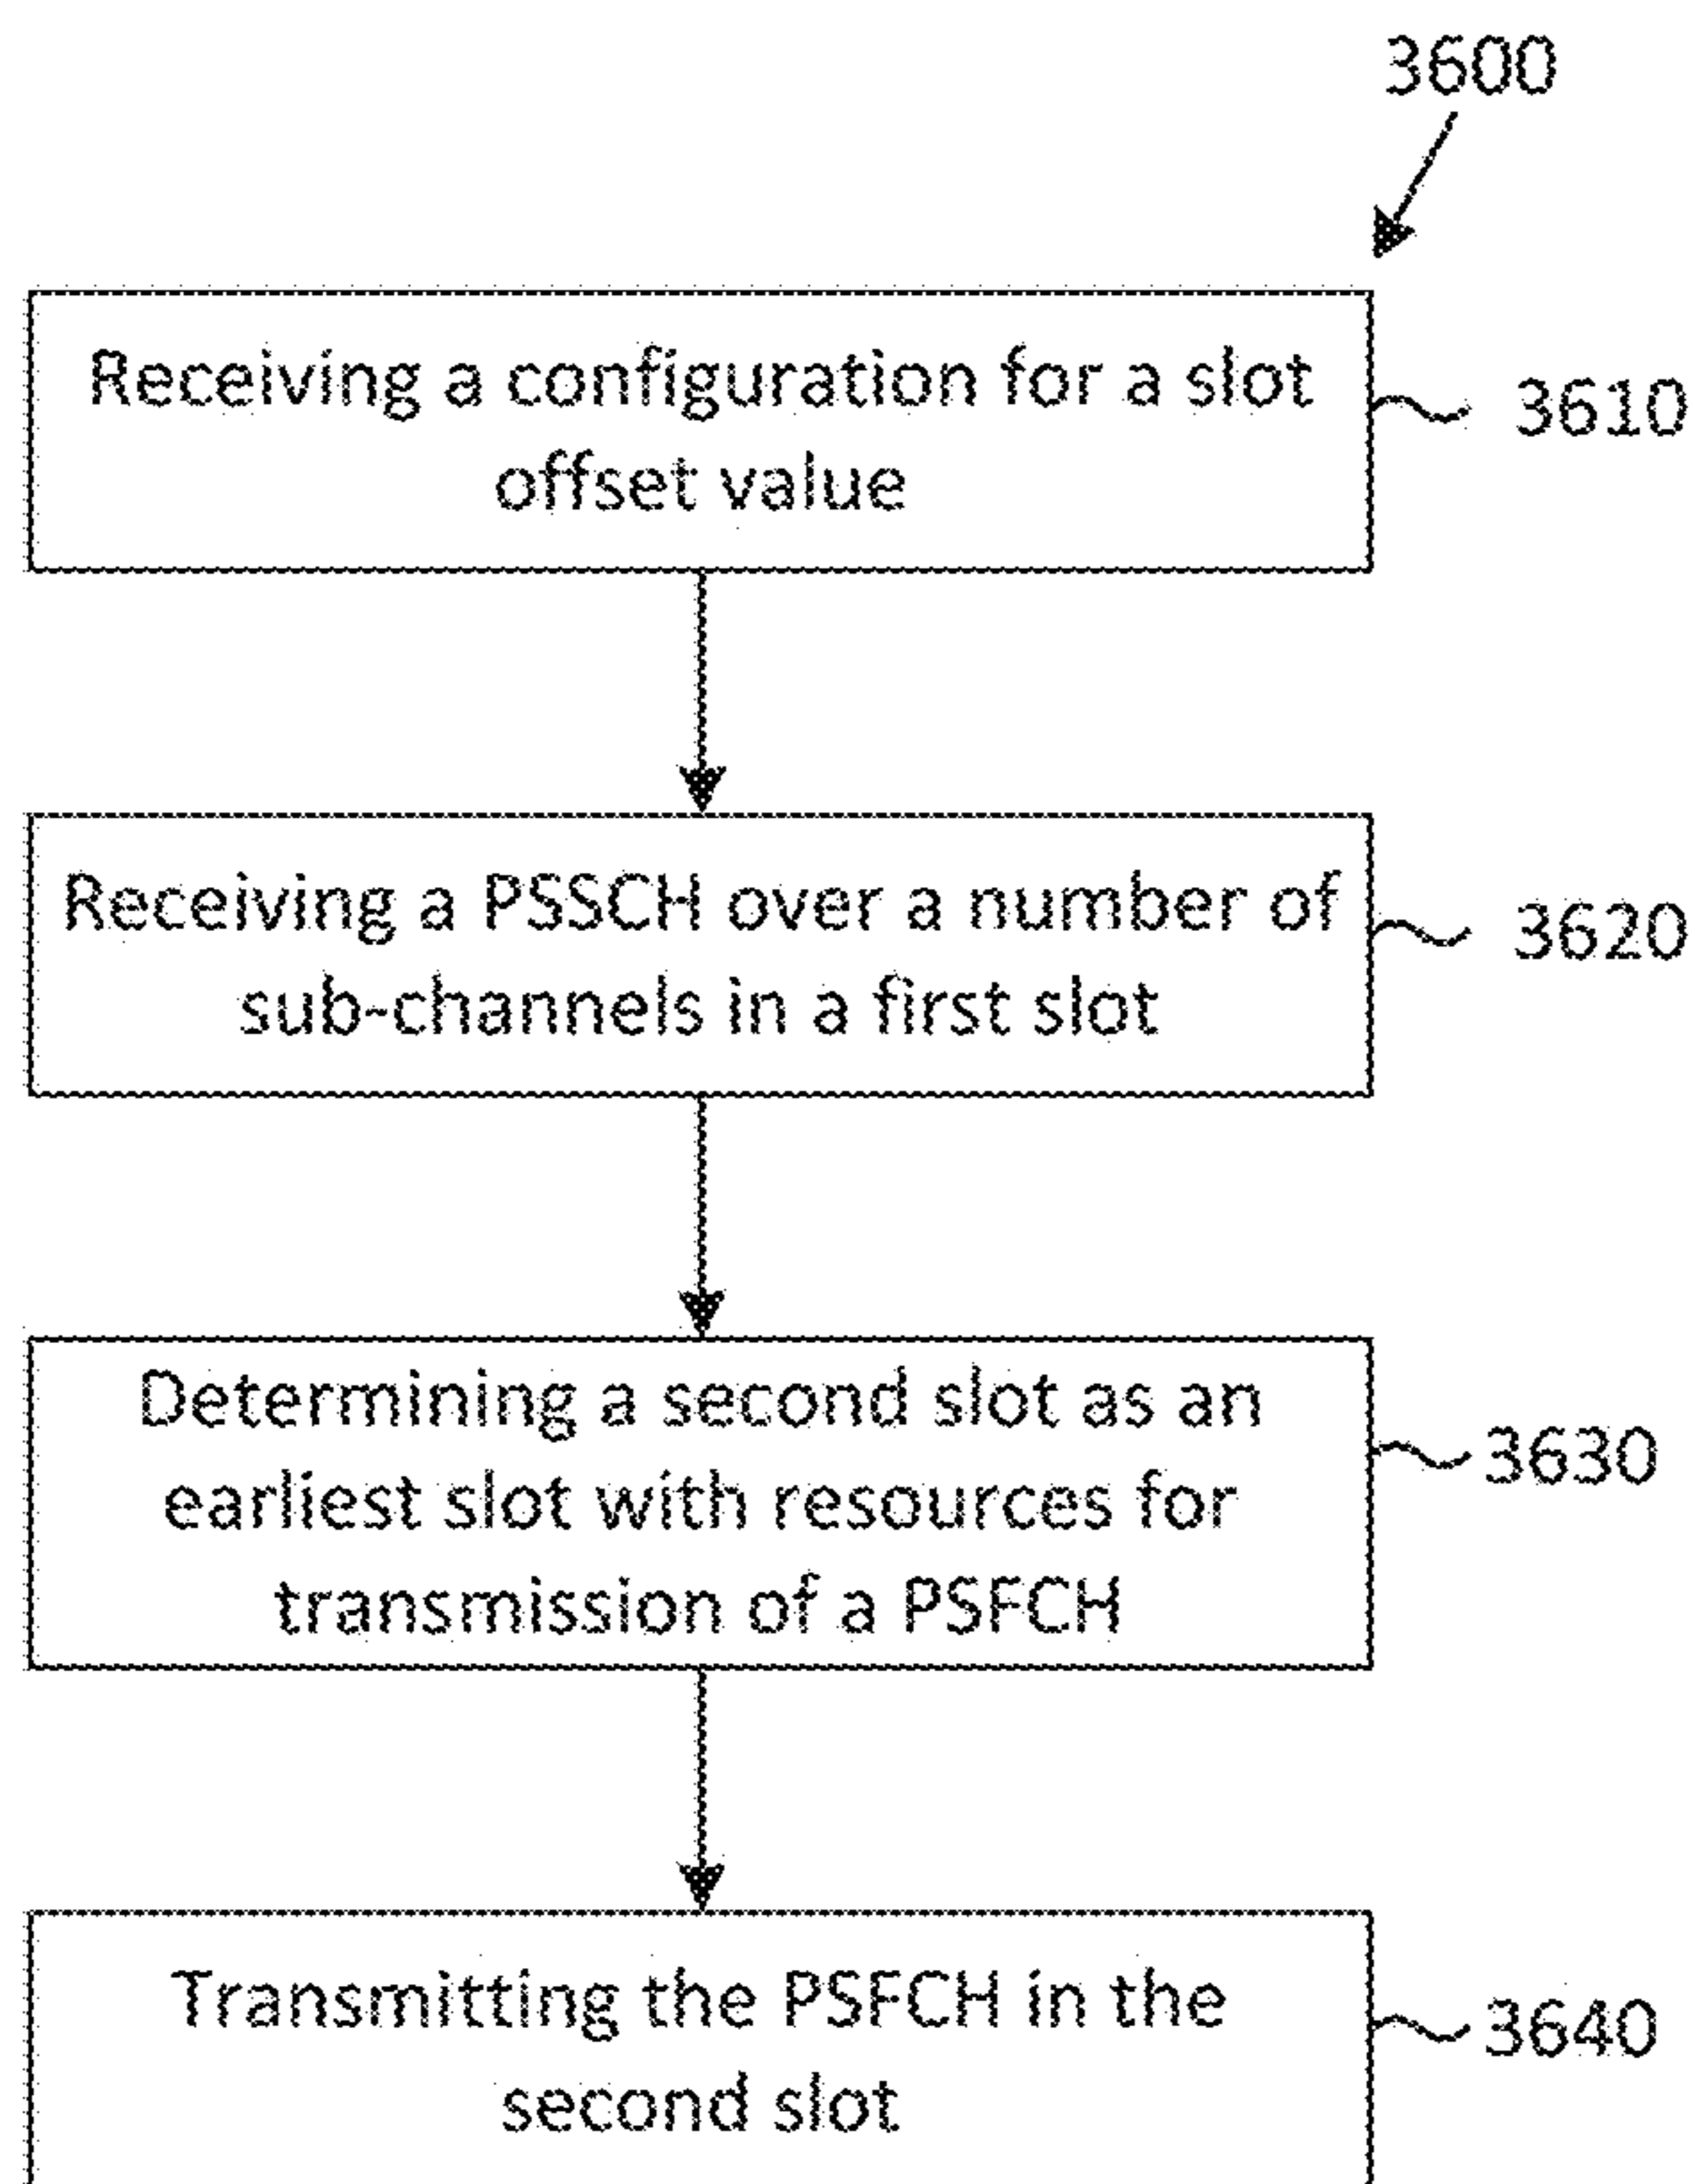 3600
Receiving a configuration for a slot
offset value
3610
Receiving a PSSCH over a number of
sub-channels in a first slot
3620
Determining a second slot as an
earliest slot with resources for
transmission of a PSFCH
3630
Transmitting the PSFCH in the
second slot
3640